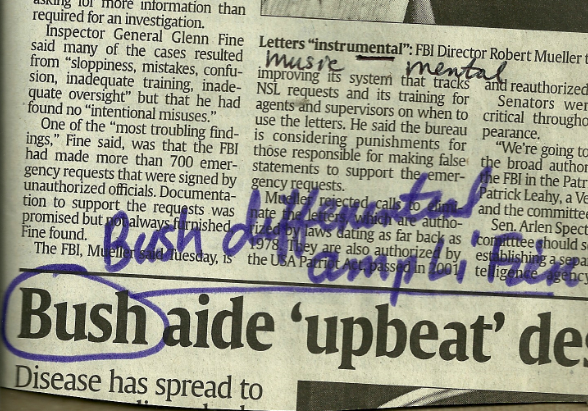 asking for more information than
required for an investigation.
Inspector General Glenn Fine
said many of the cases resulted
from “sloppiness, mistakes, confu-
sion, inadequate training, inade-
quate oversight” but that he had
found no “intentional misuses.”
One of the “most troubling find-
ings,” Fine said, was that the FBI
had made more than 700 emer-
gency requests that were signed by
unauthorized officials. Documenta-
tion to support the requests was
promised but not always furnished,
Fine found.
The FBI, Mueller said Tuesday, is
Letters “instrumental”: FBI Director Robert Mueller
music mental
improving its system that tracks
NSL requests and its training for
agents and supervisors on when to
use the letters. He said the bureau
is considering punishments for
those responsible for making false
statements to support the emer-
gency requests.
Mueller rejected calls to elimi-
nate the letters, which are autho-
rized by laws dating as far back as
1978. They are also authorized by
the USA Patriot Act, passed in 2001
and reauthorized
Senators were
critical througho
pearance.
“We’re going to
the broad author
the FBI in the Patr
Patrick Leahy, a Ve
and the committe
Sen. Arlen Spect
committee should se
establishing a sepa
telligence agency
Bush
Bush aide ‘upbeat’ des
Disease has spread to